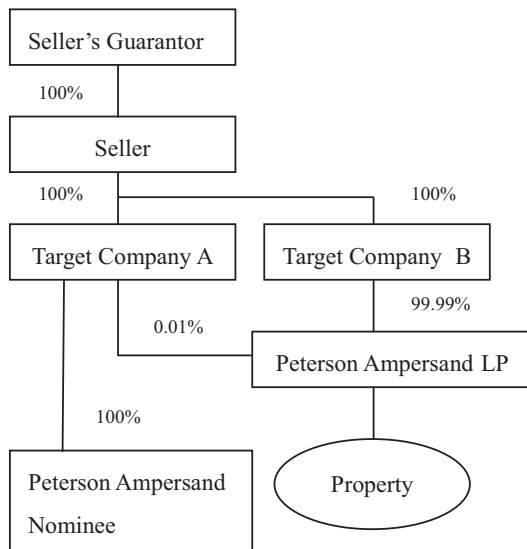 Seller’s Guarantor
100%
Seller
100%
100%
Target Company A
Target Company B
99.99%
0.01%
Peterson Ampersand LP
100%
Peterson Ampersand
Nominee
Property